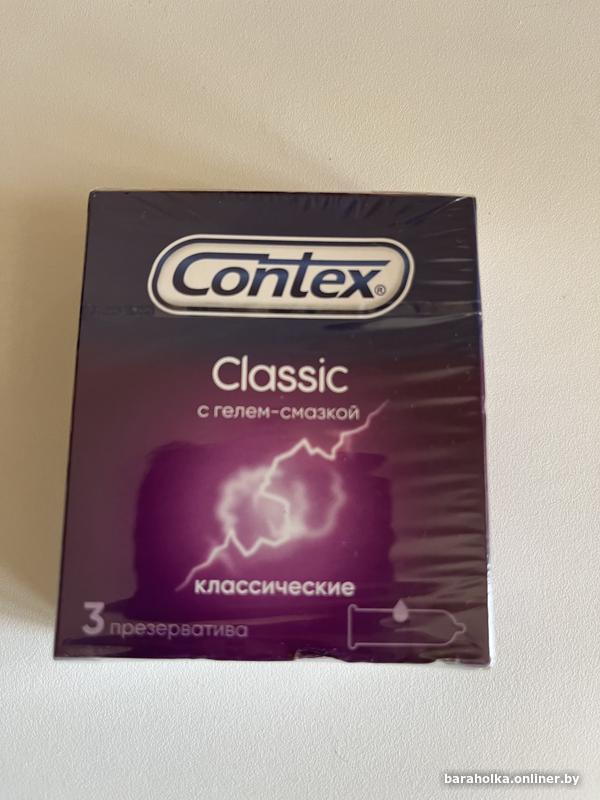 Contex®
Classic
с гелем-смазкой
классические
3 презерватива
baraholka.onliner.by